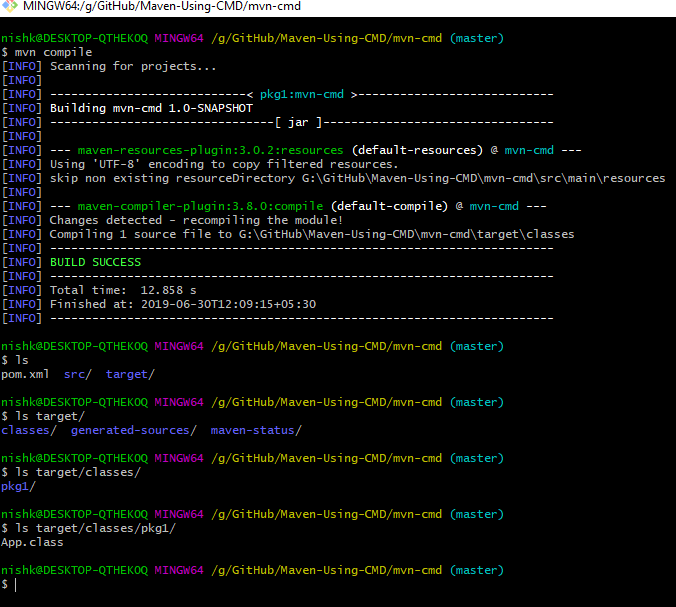 MINGW64:/g/GitHub/Maven-Using-CMD/mvn-cmd
nishk@DESKTOP-QTHEKOQ MINGW64 /g/GitHub/Maven-Using-CMD/mvn-cmd (master)
$ mvn compile
[INFO] Scanning for projects...
[INFO]
[INFO] ----------------------------< pkg1:mvn-cmd >----------------------------
[INFO] Building mvn-cmd 1.0-SNAPSHOT
[INFO] --------------------------------[ jar ]---------------------------------
[INFO]
[INFO] --- maven-resources-plugin:3.0.2:resources (default-resources) @ mvn-cmd ---
[INFO] Using 'UTF-8' encoding to copy filtered resources.
[INFO] skip non existing resourceDirectory G:\GitHub\Maven-Using-CMD\mvn-cmd\src\main\resources
[INFO]
[INFO] --- maven-compiler-plugin:3.8.0:compile (default-compile) @ mvn-cmd ---
[INFO] Changes detected - recompiling the module!
[INFO] Compiling 1 source file to G:\GitHub\Maven-Using-CMD\mvn-cmd\target\classes
[INFO] ------------------------------------------------------------------------
[INFO] BUILD SUCCESS
[INFO] ------------------------------------------------------------------------
[INFO] Total time:  12.858 s
[INFO] Finished at: 2019-06-30T12:09:15+05:30
[INFO] ------------------------------------------------------------------------
nishk@DESKTOP-QTHEKOQ MINGW64 /g/GitHub/Maven-Using-CMD/mvn-cmd (master)
$ ls
pom.xml  src/  target/
nishk@DESKTOP-QTHEKOQ MINGW64 /g/GitHub/Maven-Using-CMD/mvn-cmd (master)
$ ls target/
classes/  generated-sources/  maven-status/
nishk@DESKTOP-QTHEKOQ MINGW64 /g/GitHub/Maven-Using-CMD/mvn-cmd (master)
$ ls target/classes/
pkg1/
nishk@DESKTOP-QTHEKOQ MINGW64 /g/GitHub/Maven-Using-CMD/mvn-cmd (master)
$ ls target/classes/pkg1/
App.class
nishk@DESKTOP-QTHEKOQ MINGW64 /g/GitHub/Maven-Using-CMD/mvn-cmd (master)
$